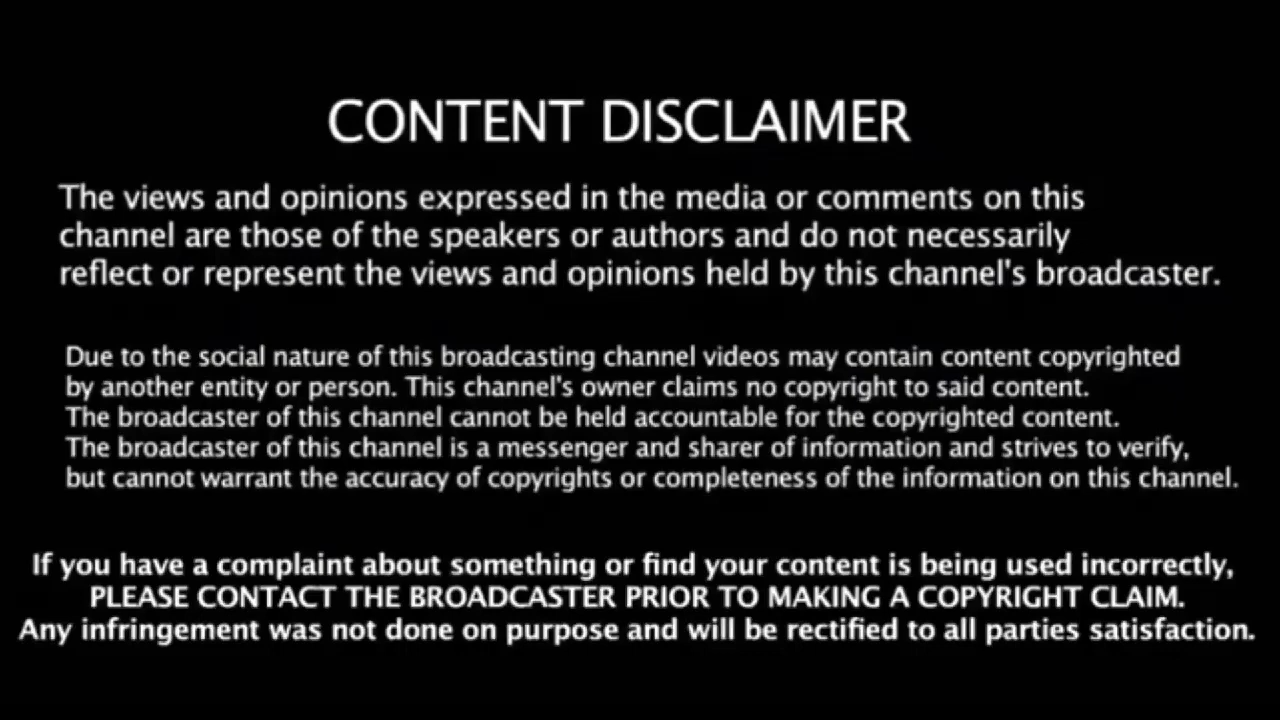 CONTENT DISCLAIMER
The views and opinions expressed in the media or comments on this
channel are those of the speakers or authors and do not necessarily
reflect or represent the views and opinions held by this channel's broadcaster.
Due to the social nature of this broadcasting channel videos may contain content copyrighted
by another entity or person. This channel's owner claims no copyright to said content.
The broadcaster of this channel cannot be held accountable for the copyrighted content.
The broadcaster of this channel is a messenger and sharer of information and strives to verify,
but cannot warrant the accuracy of copyrights or completeness of the information on this channel.
If you have a complaint about something or find your content is being used incorrectly,
PLEASE CONTACT THE BROADCASTER PRIOR TO MAKING A COPYRIGHT CLAIM.
Any infringement was not done on purpose and will be rectified to all parties satisfaction.